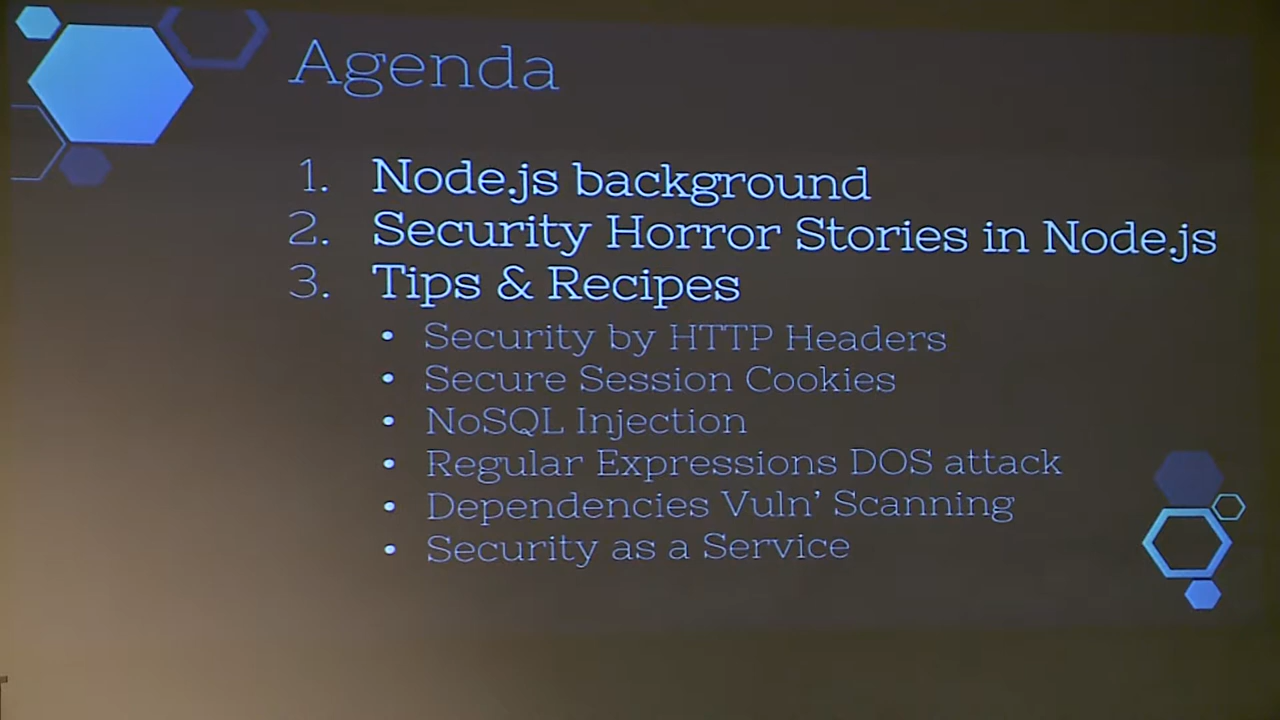 Agenda
1. Node.js background
2. Security Horror Stories in Node.js
3. Tips & Recipes
• Security by HTTP Headers
• Secure Session Cookies
• NoSQL Injection
• Regular Expressions DOS attack
• Dependencies Vuln’ Scanning
• Security as a Service